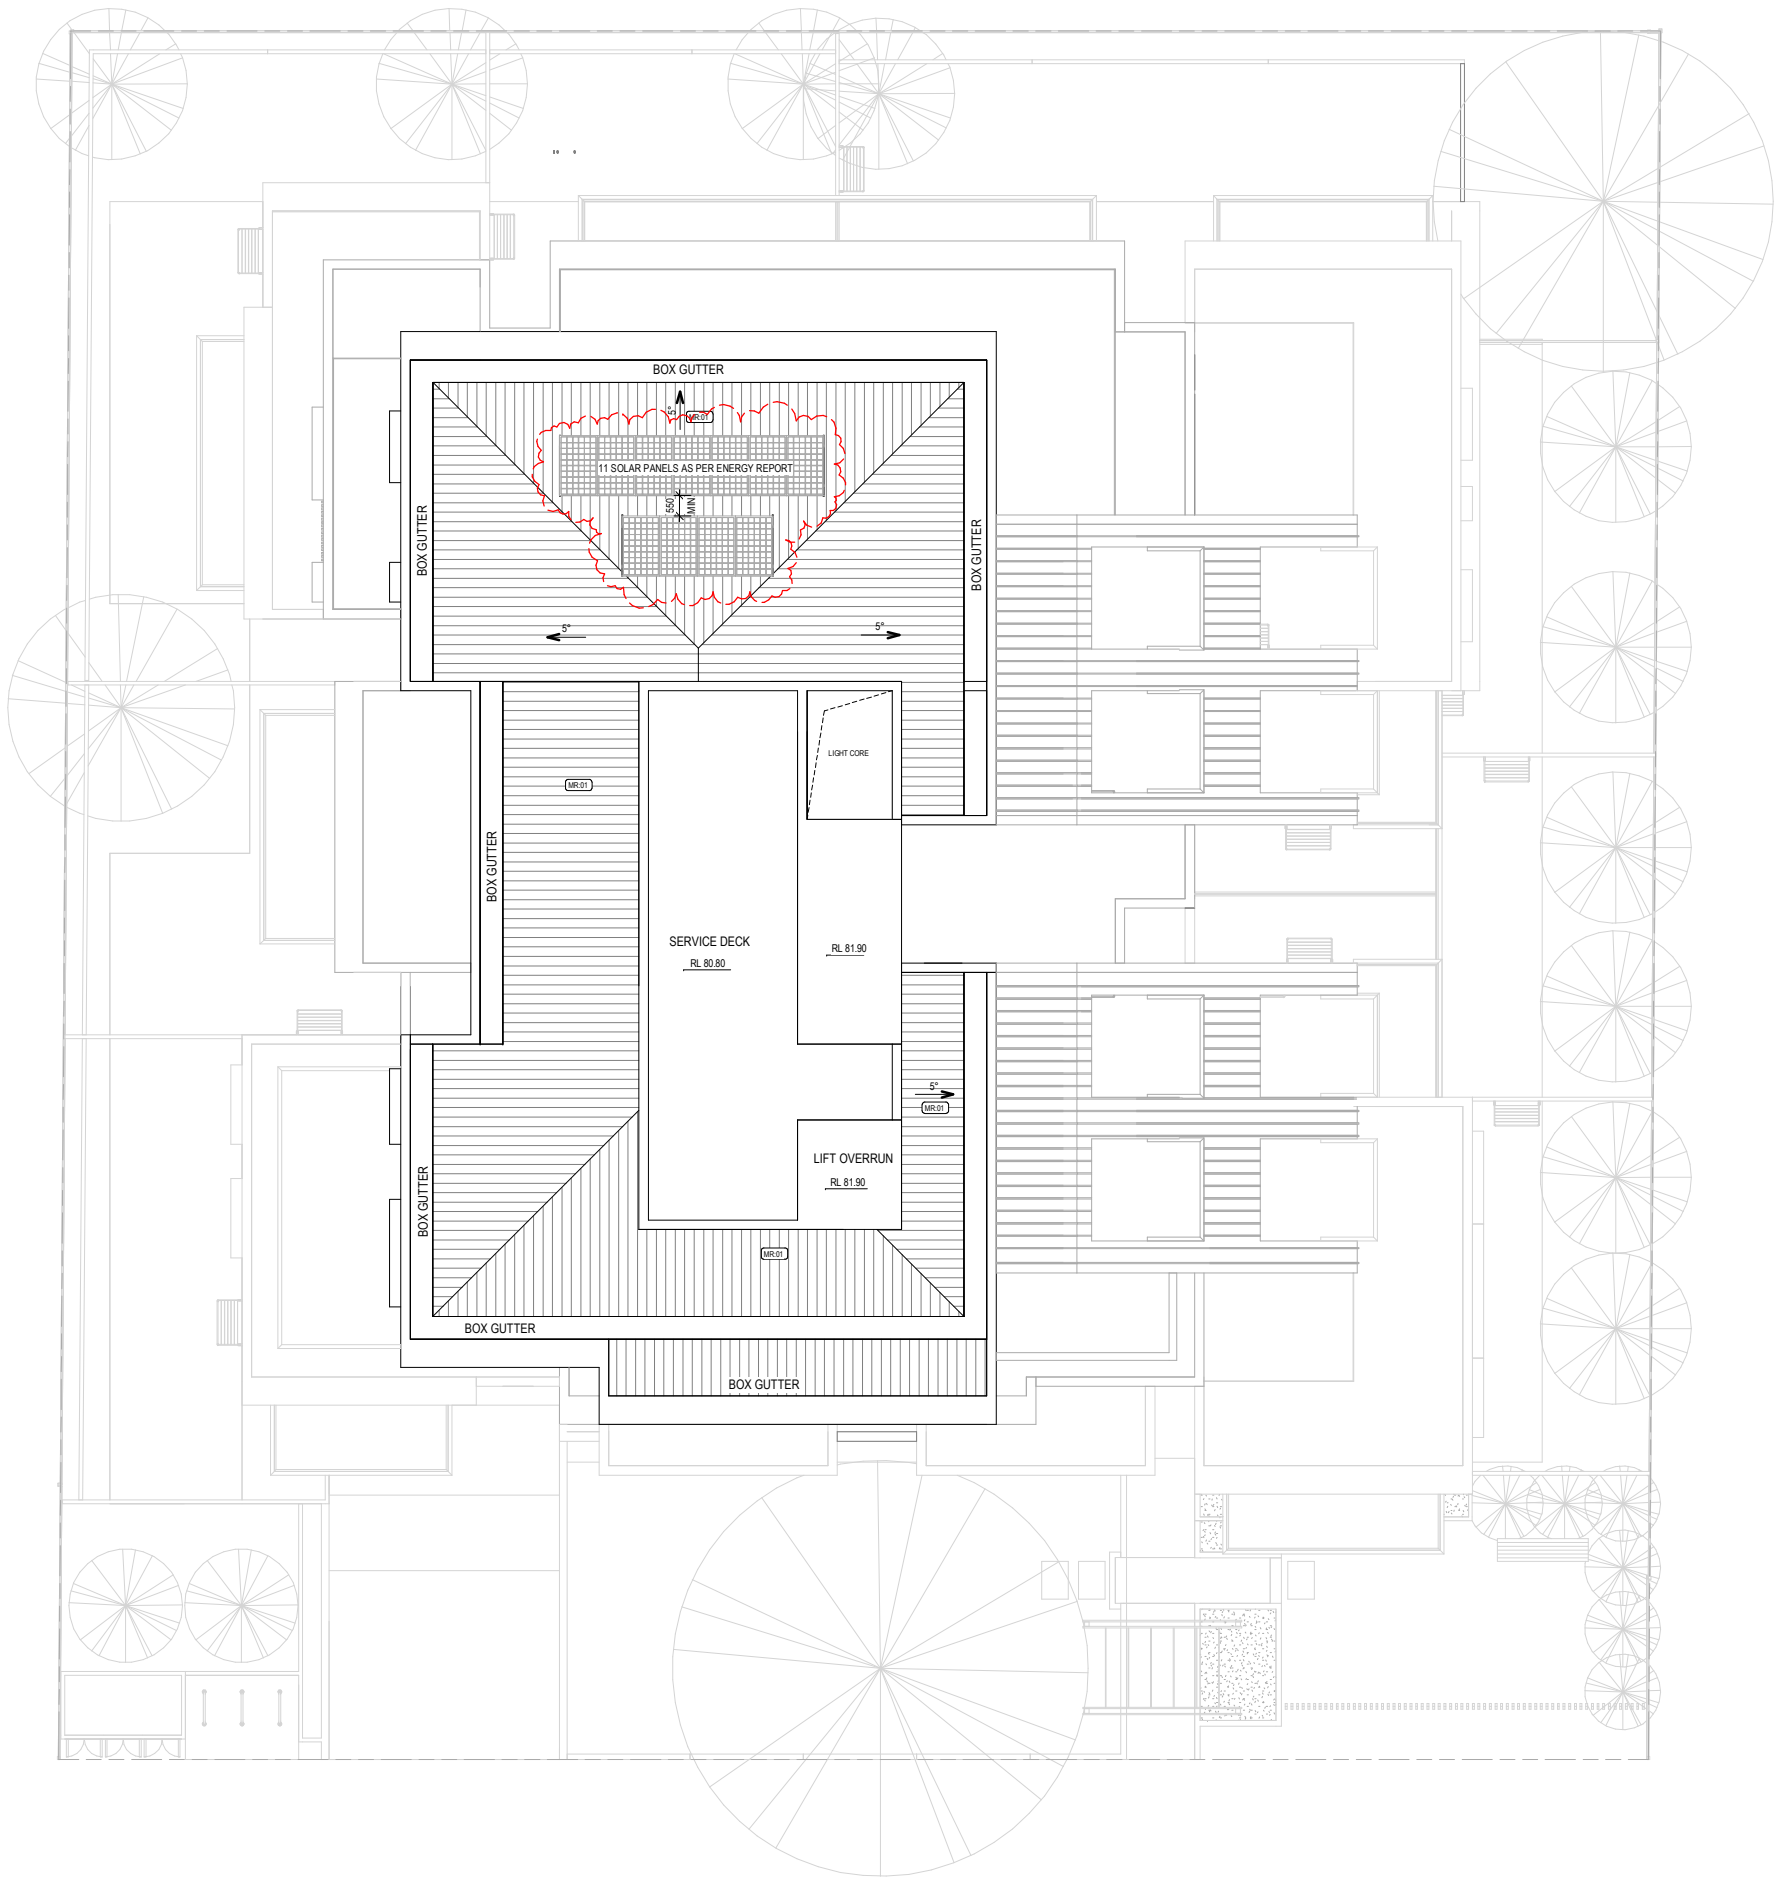 BOX GUTTER
5°
MR:01
11 SOLAR PANELS AS PER ENERGY REPORT
550
MIN
BOX GUTTER
BOX GUTTER
5°
5°
LIGHT CORE
MR:01
BOX GUTTER
SERVICE DECK
RL 80.80
RL 81.90
5°
MR:01
BOX GUTTER
LIFT OVERRUN
RL 81.90
MR:01
BOX GUTTER
BOX GUTTER